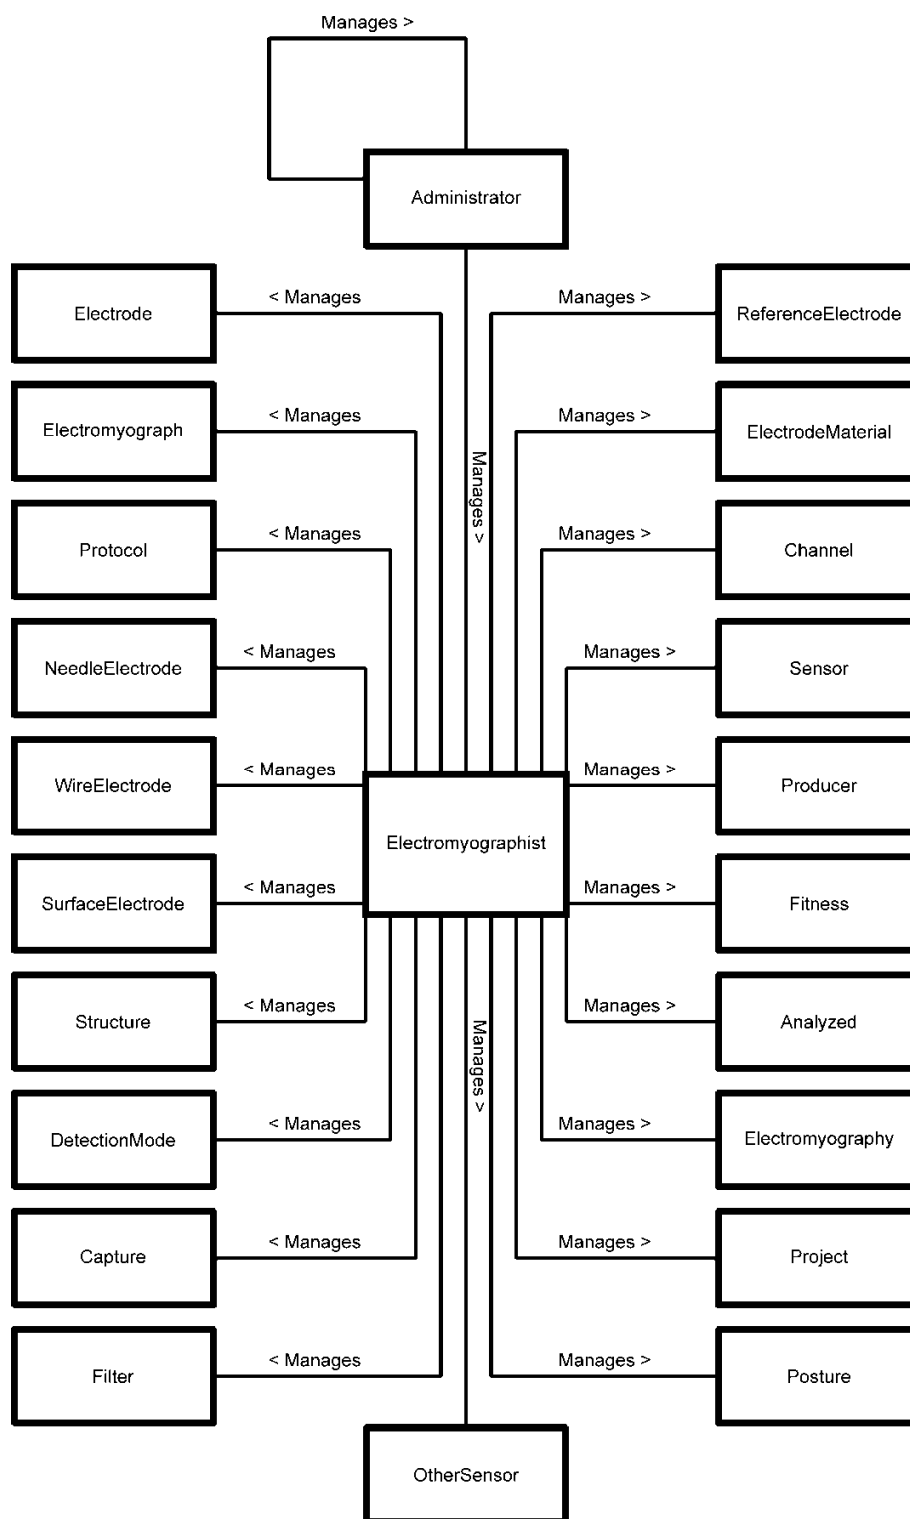 Manages >
Administrator
Electrode
< Manages
Manages >
ReferenceElectrode
Electromyograph
< Manages
Manages >
ElectrodeMaterial
Manages >
Protocol
< Manages
Manages >
Channel
NeedleElectrode
< Manages
Manages >
Sensor
WireElectrode
< Manages
Manages >
Producer
Electromyographist
SurfaceElectrode
< Manages
Manages >
Fitness
Structure
< Manages
Manages >
Analyzed
Manages >
DetectionMode
< Manages
Manages >
Electromyography
Capture
< Manages
Manages >
Project
Filter
< Manages
Manages >
Posture
OtherSensor